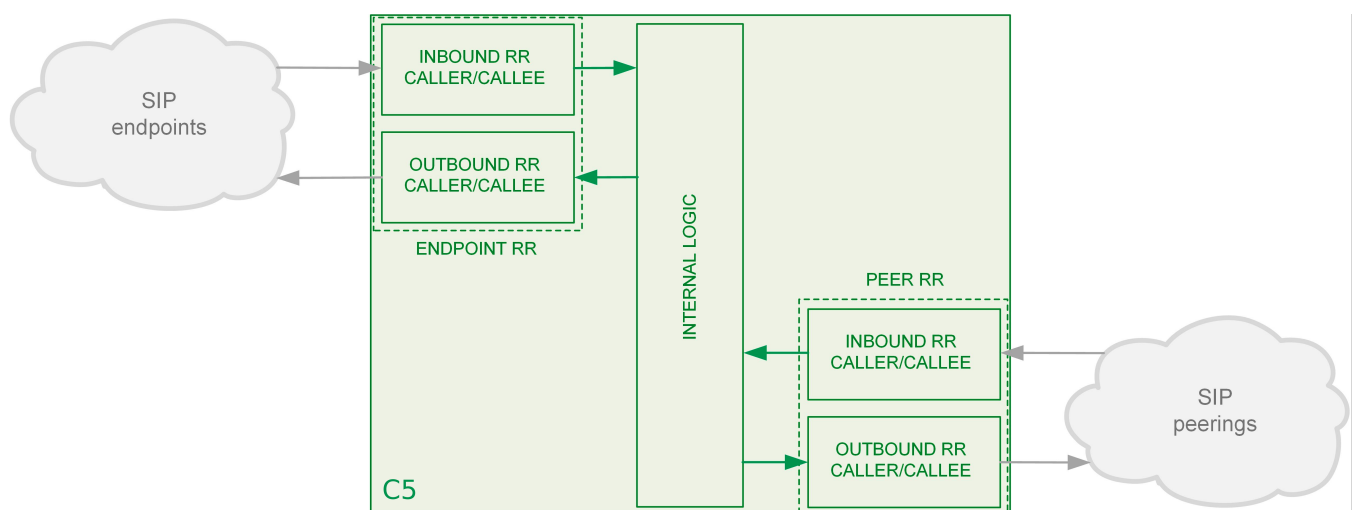 SIP
endpoints
INBOUND RR
CALLER/CALLEE
OUTBOUND RR
CALLER/CALLEE
ENDPOINT RR
INTERNAL LOGIC
PEER RR
INBOUND RR
CALLER/CALLEE
OUTBOUND RR
CALLER/CALLEE
SIP
peerings
C5